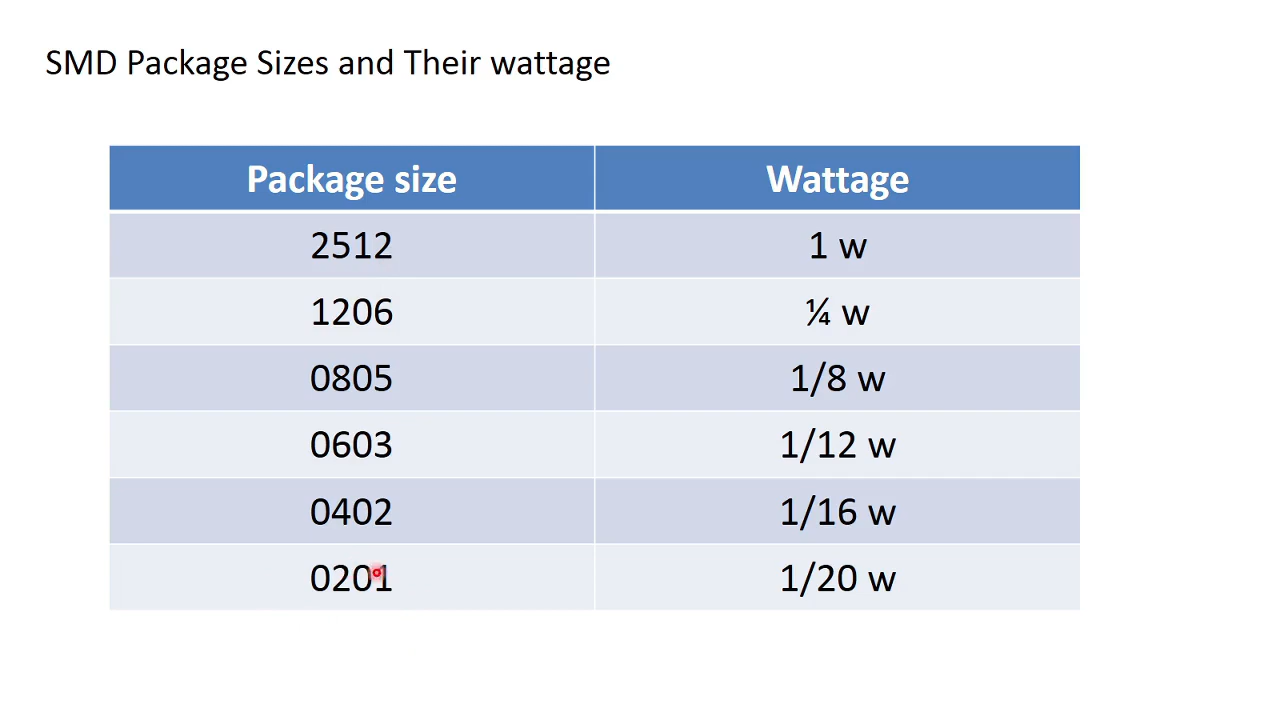 SMD Package Sizes and Their wattage
Package size Wattage
2512 1 w
1206 ¼ w
0805 1/8 w
0603 1/12 w
0402 1/16 w
0201 1/20 w